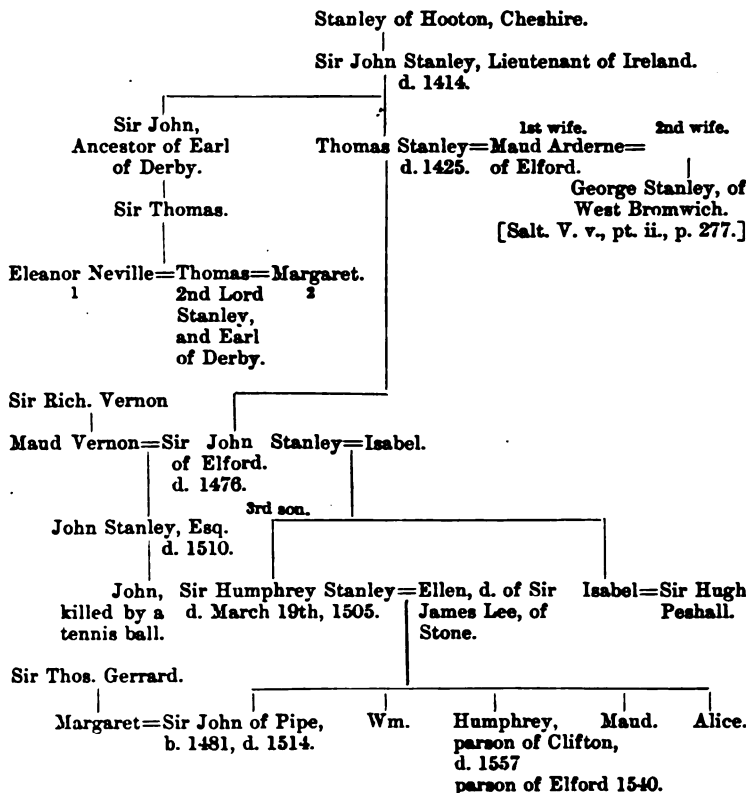 Stanley of Hooton, Cheshire.
Sir John Stanley, Lieutenant of Ireland.
d. 1414.
Sir John,
Ancestor of Earl
of Derby.
1st wife. 2nd wife.
Thomas Stanley=Maud Arderne=
d. 1425. of Elford.
George Stanley, of
West Bromwich.
[Salt. V. v., pt. ii., p. 277.]
Sir Thomas.
Eleanor Neville=Thomas=Margaret.
1 2nd Lord 2
Stanley,
and Earl
of Derby.
Sir Rich. Vernon
Maud Vernon=Sir John Stanley=Isabel.
of Elford.
d. 1476.
3rd son.
John Stanley, Esq.
d. 1510.
John,
killed by a
tennis ball.
Sir Humphrey Stanley=Ellen, d. of Sir
d. March 19th, 1505. James Lee, of
Stone.
Isabel=Sir Hugh
Peshall.
Sir Thos. Gerrard.
Margaret=Sir John of Pipe,
b. 1481, d. 1514.
Wm.
Humphrey,
parson of Clifton,
d. 1557
parson of Elford 1540.
Maud.
Alice.